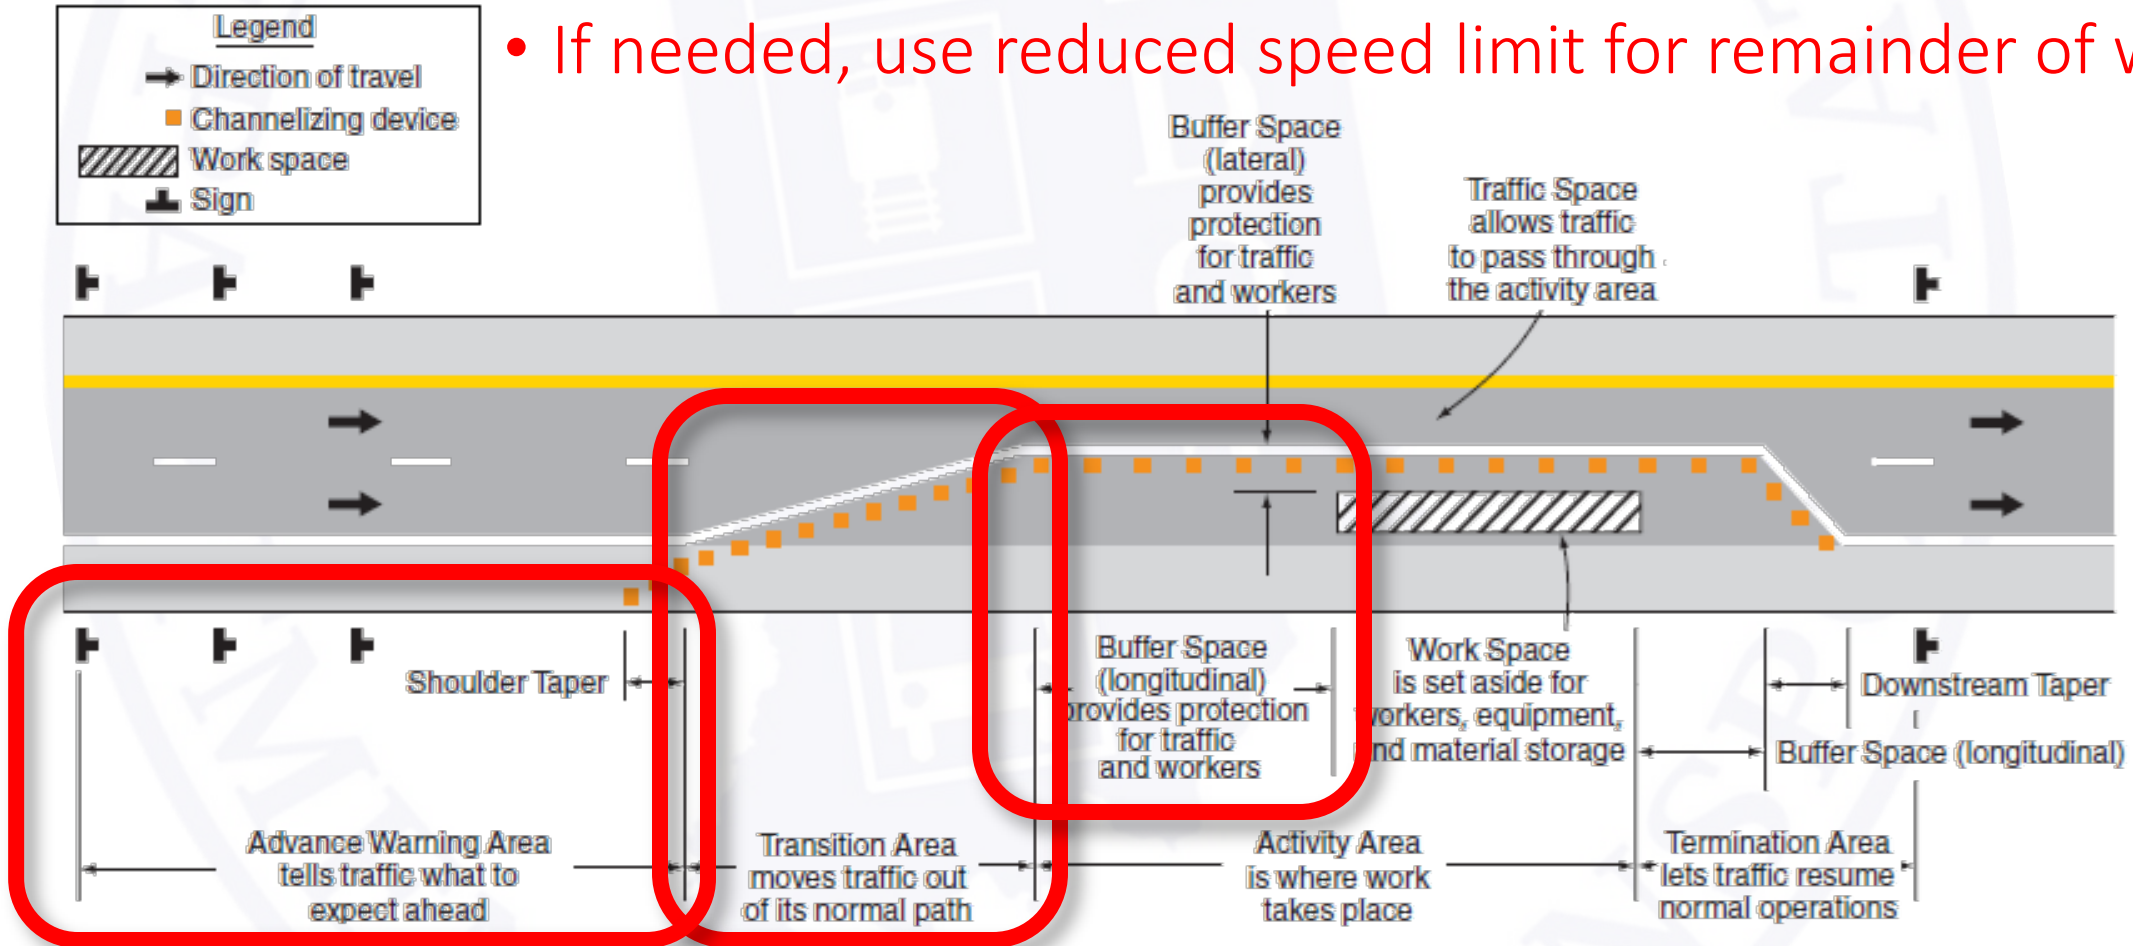 Legend
Direction of travel
Channelizing device
Work space
Sign
• If needed, use reduced speed limit for remainder of
Buffer Space
(lateral)
provides
protection
for traffic
and workers
Traffic Space
allows traffic
to pass through
the activity area
Shoulder Taper
Buffer Space
(longitudinal)
provides protection
for traffic
and workers
Work Space
is set aside for
workers, equipment,
and material storage
Downstream Taper
Buffer Space (longitudinal)
Advance Warning Area
tells traffic what to
expect ahead
Transition Area
moves traffic out
of its normal path
Activity Area
is where work
takes place
Termination Area
lets traffic resume
normal operations